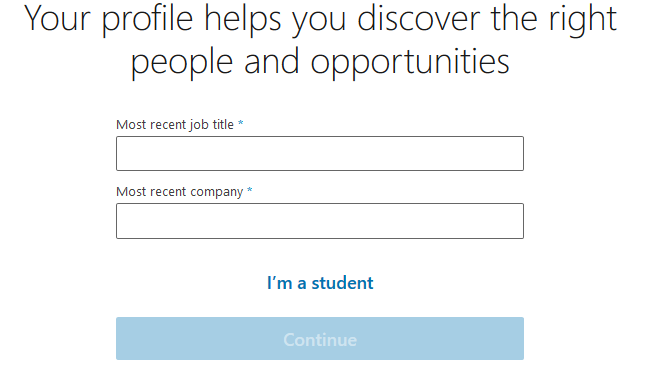 Your profile helps you discover the right
people and opportunities
Most recent job title *
Most recent company *
I’m a student
Continue